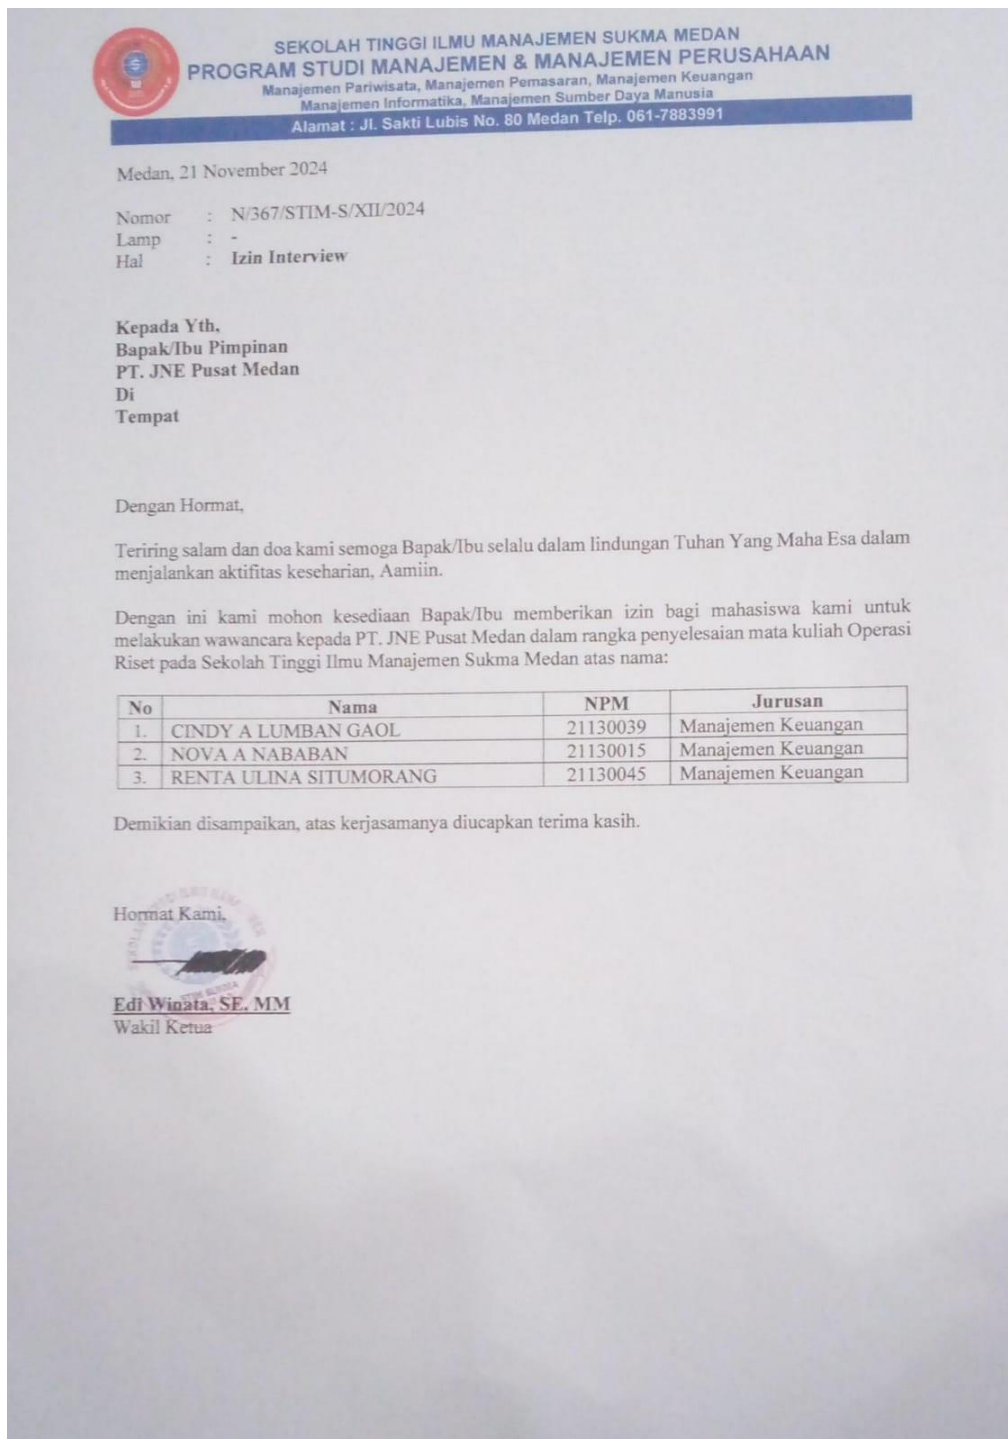 SEKOLAH TINGGI ILMU MANAJEMEN SUKMA MEDAN
PROGRAM STUDI MANAJEMEN & MANAJEMEN PERUSAHAAN
Manajemen Pariwisata, Manajemen Pemasaran, Manajemen Keuangan
Manajemen Informatika, Manajemen Sumber Daya Manusia
Alamat : Jl. Sakti Lubis No. 80 Medan Telp. 061-7883991
Medan, 21 November 2024
Nomor : N/367/STIM-S/XII/2024
Lamp : -
Hal : Izin Interview
Kepada Yth,
Bapak/Ibu Pimpinan
PT. JNE Pusat Medan
Di
Tempat
Dengan Hormat,
Teriring salam dan doa kami semoga Bapak/Ibu selalu dalam lindungan Tuhan Yang Maha Esa dalam
menjalankan aktifitas keseharian, Aamiin.
Dengan ini kami mohon kesediaan Bapak/Ibu memberikan izin bagi mahasiswa kami untuk
melakukan wawancara kepada PT. JNE Pusat Medan dalam rangka penyelesaian mata kuliah Operasi
Riset pada Sekolah Tinggi Ilmu Manajemen Sukma Medan atas nama:
No Nama NPM Jurusan
1. CINDY A LUMBAN GAOL 21130039 Manajemen Keuangan
2. NOVA A NABABAN 21130015 Manajemen Keuangan
3. RENTA ULINA SITUMORANG 21130045 Manajemen Keuangan
Demikian disampaikan, atas kerjasamanya diucapkan terima kasih.
Hormat Kami,
Edi Winata, SE. MM
Wakil Ketua